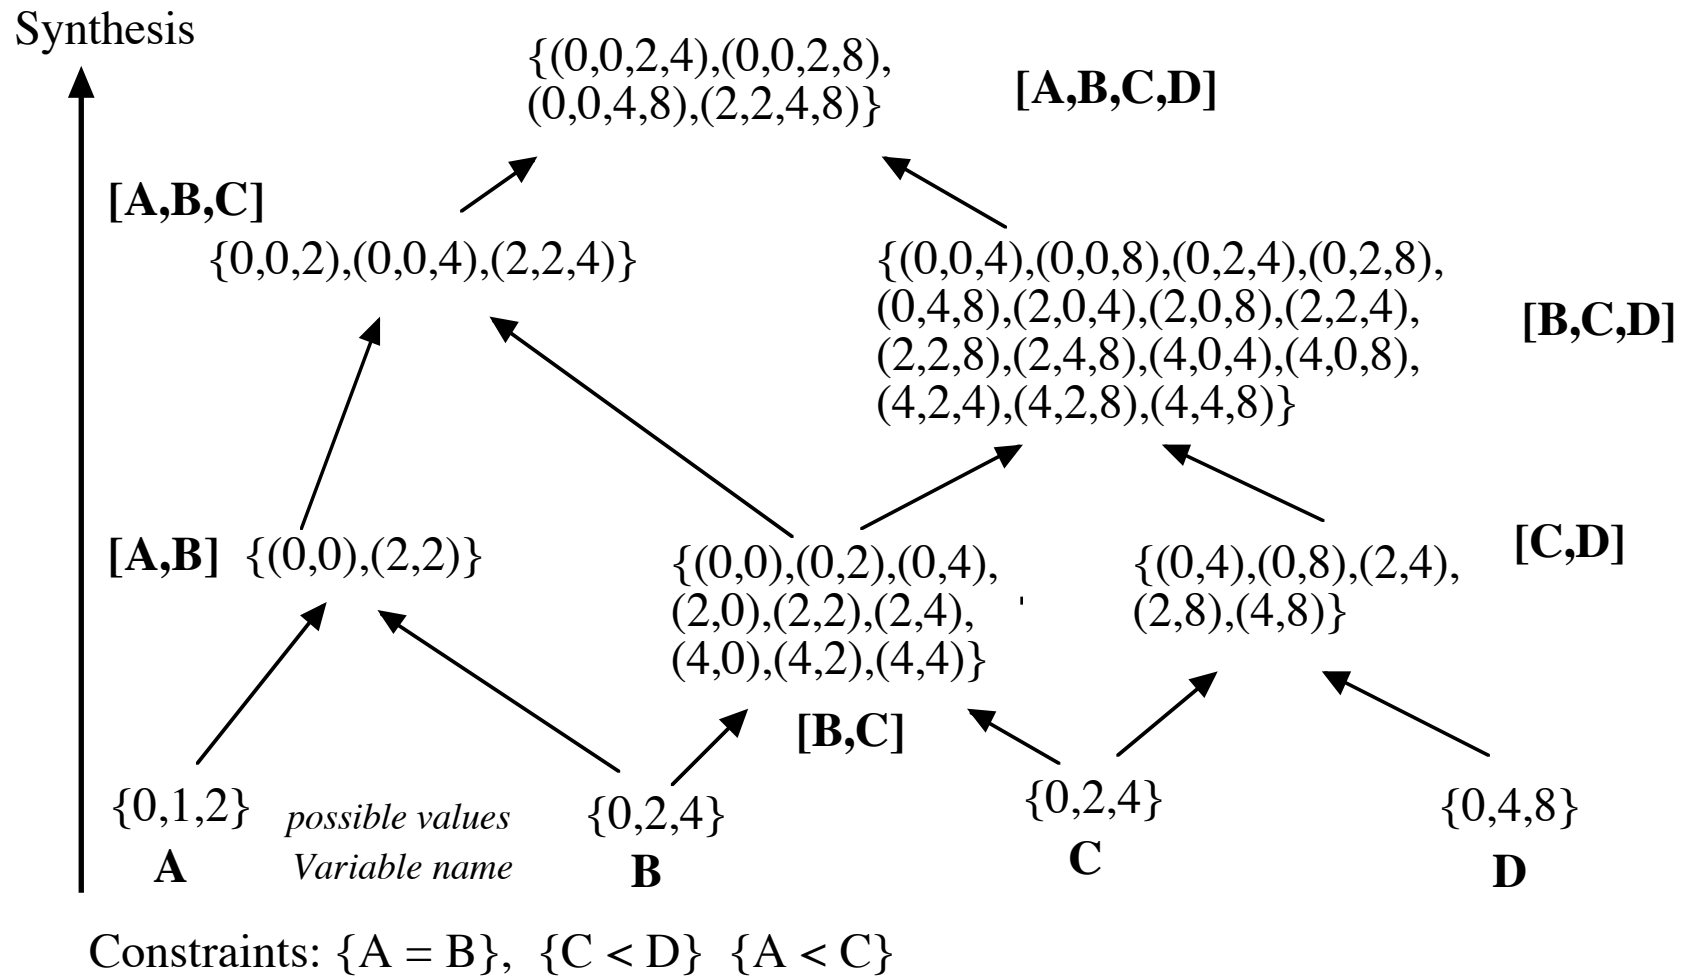 Synthesis
{(0,0,2,4),(0,0,2,8),
(0,0,4,8),(2,2,4,8)}
[A,B,C,D]
[A,B,C]
{0,0,2),(0,0,4),(2,2,4)}
{(0,0,4),(0,0,8),(0,2,4),(0,2,8),
(0,4,8),(2,0,4),(2,0,8),(2,2,4),
(2,2,8),(2,4,8),(4,0,4),(4,0,8),
(4,2,4),(4,2,8),(4,4,8)}
[B,C,D]
[A,B] {(0,0),(2,2)}
{(0,0),(0,2),(0,4),
(2,0),(2,2),(2,4),
(4,0),(4,2),(4,4)}
[B,C]
{(0,4),(0,8),(2,4),
(2,8),(4,8)}
[C,D]
{0,1,2}
A
possible values
Variable name
{0,2,4}
B
{0,2,4}
C
{0,4,8}
D
Constraints: {A = B}, {C < D} {A < C}